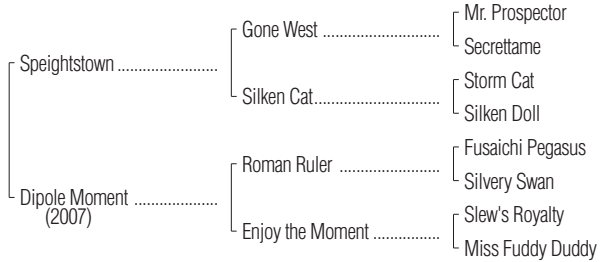 Mr. Prospector
Gone West ..............................
Secrettame
Speightstown ..........................
Storm Cat
Silken Cat................................
Silken Doll
Fusaichi Pegasus
Roman Ruler ..........................
Silvery Swan
Dipole Moment ......................
(2007)
Slew's Royalty
Enjoy the Moment .................
Miss Fuddy Duddy